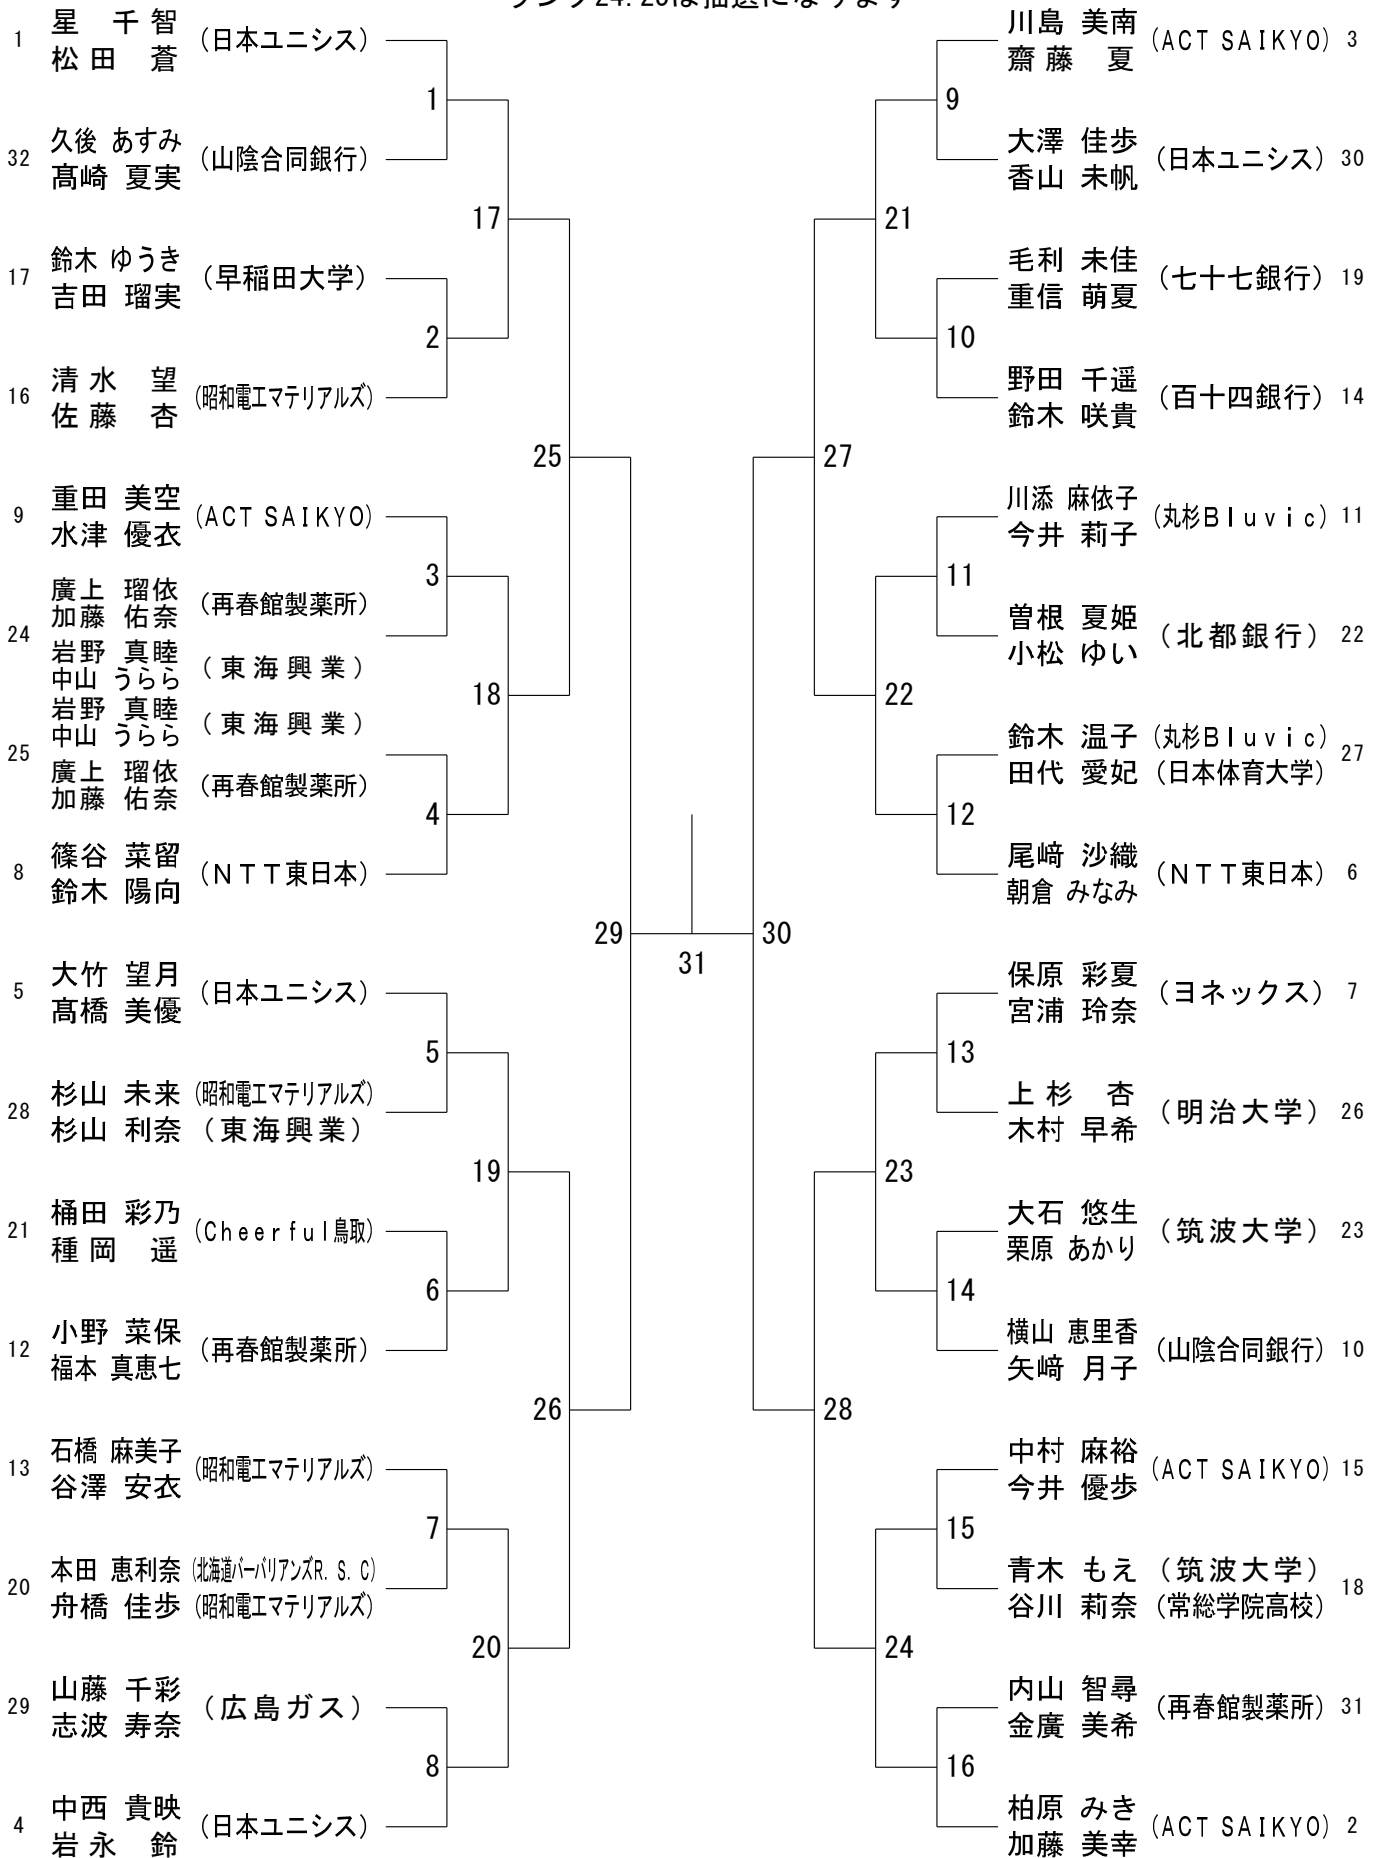 ランク24.25は抽選になります
1 星 千智 (日本ユニシス)
松田 蒼
32 久後 あすみ (山陰合同銀行)
髙崎 夏実
17 鈴木 ゆうき (早稲田大学)
吉田 瑠実
16 清水 望 (昭和電工マテリアルズ)
佐藤 杏
9 重田 美空 (ACT SAIKYO)
水津 優衣
24 廣上 瑠依 (再春館製薬所)
加藤 佑奈
岩野 真睦 (東海興業)
中山 うらら
25 岩野 真睦 (東海興業)
中山 うらら
廣上 瑠依 (再春館製薬所)
加藤 佑奈
8 篠谷 菜留 (NTT東日本)
鈴木 陽向
5 大竹 望月 (日本ユニシス)
髙橋 美優
28 杉山 未来 (昭和電工マテリアルズ)
杉山 利奈 (東海興業)
21 桶田 彩乃 (Cheerful鳥取)
種岡 遥
12 小野 菜保 (再春館製薬所)
福本 真恵七
13 石橋 麻美子 (昭和電工マテリアルズ)
谷澤 安衣
20 本田 恵利奈 (北海道バーバリアンズR.S.C)
舟橋 佳歩 (昭和電工マテリアルズ)
29 山藤 千彩 (広島ガス)
志波 寿奈
4 中西 貴映 (日本ユニシス)
岩永 鈴
1
2
3
4
5
6
7
8
17
18
19
20
25
26
29
31
30
27
28
21
22
23
24
9
10
11
12
13
14
15
16
川島 美南 (ACT SAIKYO) 3
齋藤 夏
大澤 佳歩 (日本ユニシス) 30
香山 未帆
毛利 未佳 (七十七銀行) 19
重信 萌夏
野田 千遥 (百十四銀行) 14
鈴木 咲貴
川添 麻依子 (丸杉Bluvic) 11
今井 莉子
曽根 夏姫 (北都銀行) 22
小松 ゆい
鈴木 温子 (丸杉Bluvic) 27
田代 愛妃 (日本体育大学)
尾﨑 沙織 (NTT東日本) 6
朝倉 みなみ
保原 彩夏 (ヨネックス) 7
宮浦 玲奈
上杉 杏 (明治大学) 26
木村 早希
大石 悠生 (筑波大学) 23
栗原 あかり
横山 恵里香 (山陰合同銀行) 10
矢﨑 月子
中村 麻裕 (ACT SAIKYO) 15
今井 優歩
青木 もえ (筑波大学) 18
谷川 莉奈 (常総学院高校)
内山 智尋 (再春館製薬所) 31
金廣 美希
柏原 みき (ACT SAIKYO) 2
加藤 美幸